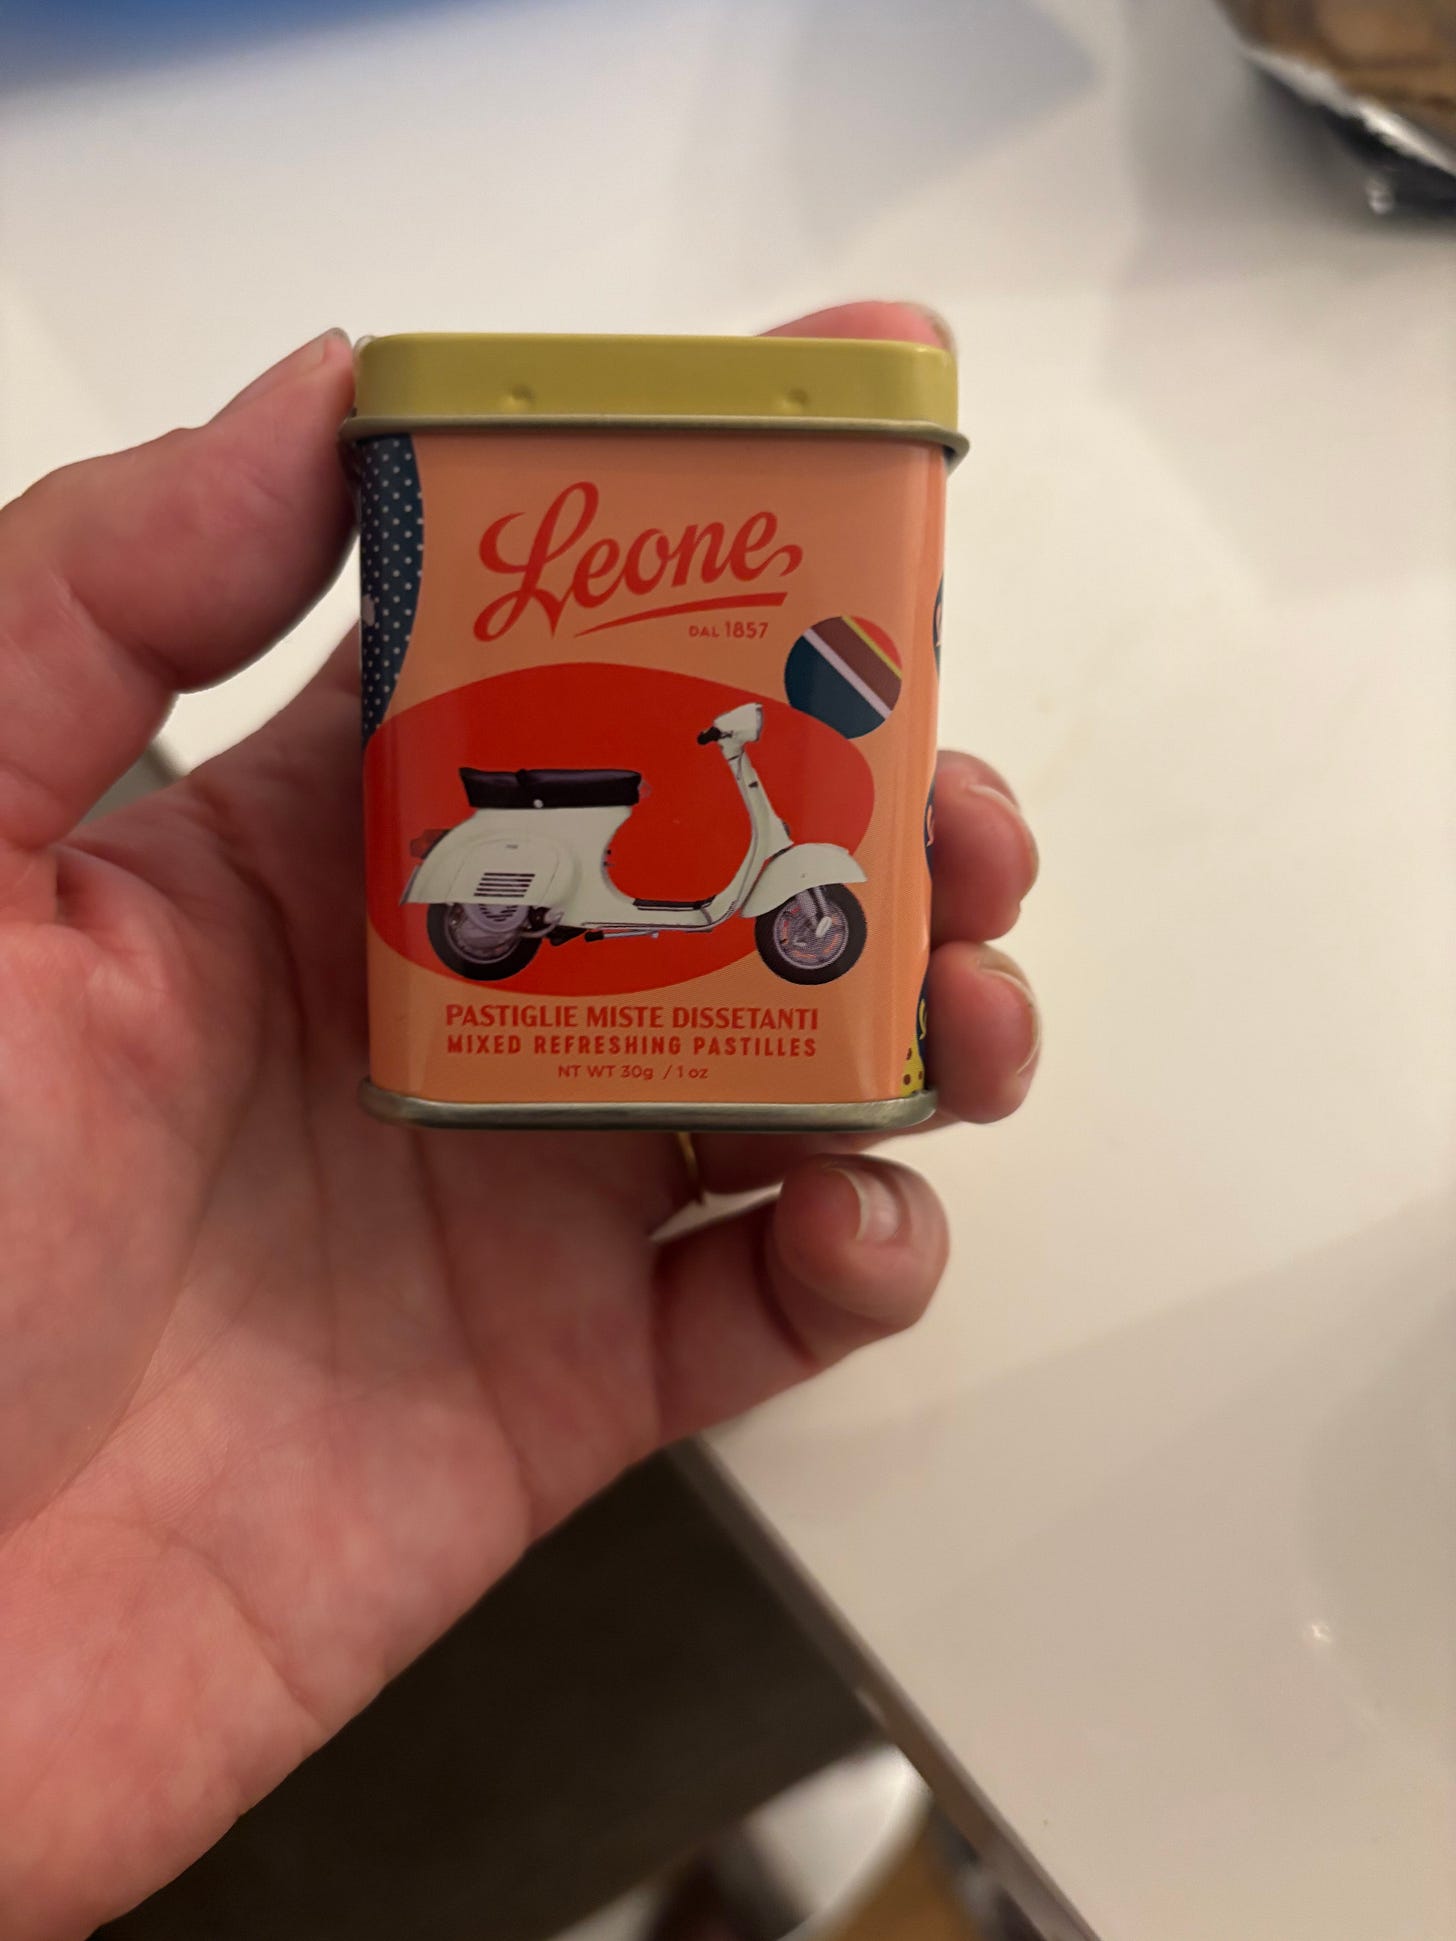 Leone
DAL 1857
PASTIGLIE MISTE DISSETANTI
MIXED REFRESHING PASTILLES
NT WT 30g / 1 oz